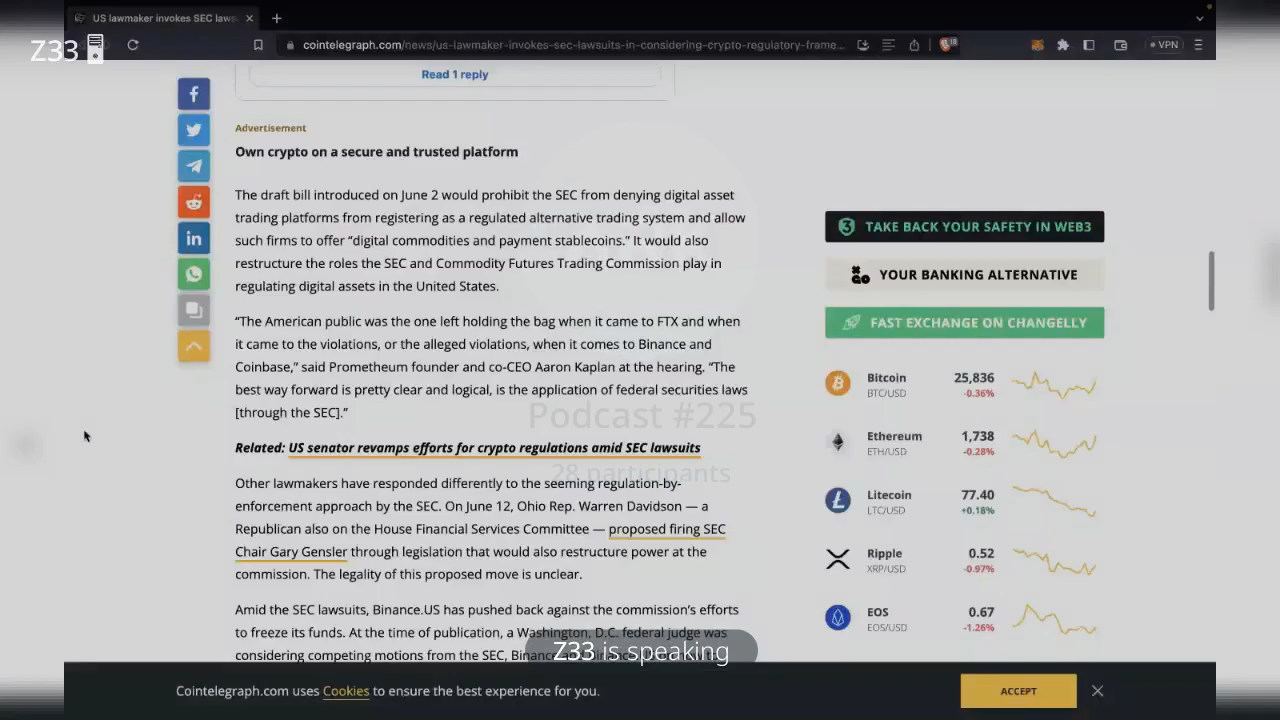 US lawmaker invokes SEC laws
Z33
cointelegraph.com/news/us-lawmaker-invokes-sec-lawsuits-in-considering-crypto-regulatory-frame...
18
VPN
Read 1 reply
Advertisement
Own crypto on a secure and trusted platform
The draft bill introduced on June 2 would prohibit the SEC from denying digital asset
trading platforms from registering as a regulated alternative trading system and allow
such firms to offer “digital commodities and payment stablecoins.” It would also
restructure the roles the SEC and Commodity Futures Trading Commission play in
regulating digital assets in the United States.
“The American public was the one left holding the bag when it came to FTX and when
it came to the violations, or the alleged violations, when it comes to Binance and
Coinbase,” said Prometheum founder and co-CEO Aaron Kaplan at the hearing. “The
best way forward is pretty clear and logical, is the application of federal securities laws
[through the SEC].”
Podcast #225
Related: US senator revamps efforts for crypto regulations amid SEC lawsuits
28 participants
Other lawmakers have responded differently to the seeming regulation-by-
enforcement approach by the SEC. On June 12, Ohio Rep. Warren Davidson — a
Republican also on the House Financial Services Committee — proposed firing SEC
Chair Gary Gensler through legislation that would also restructure power at the
commission. The legality of this proposed move is unclear.
Amid the SEC lawsuits, Binance.US has pushed back against the commission’s efforts
to freeze its funds. At the time of publication, a Washington, D.C. federal judge was
considering competing motions from the SEC, Binance
Z33 is speaking
TAKE BACK YOUR SAFETY IN WEB3
YOUR BANKING ALTERNATIVE
FAST EXCHANGE ON CHANGELLY
Bitcoin 25,836
BTC/USD -0.36%
Ethereum 1,738
ETH/USD -0.28%
Litecoin 77.40
LTC/USD +0.18%
Ripple 0.52
XRP/USD -0.97%
EOS 0.67
EOS/USD -1.26%
Cointelegraph.com uses Cookies to ensure the best experience for you.
ACCEPT